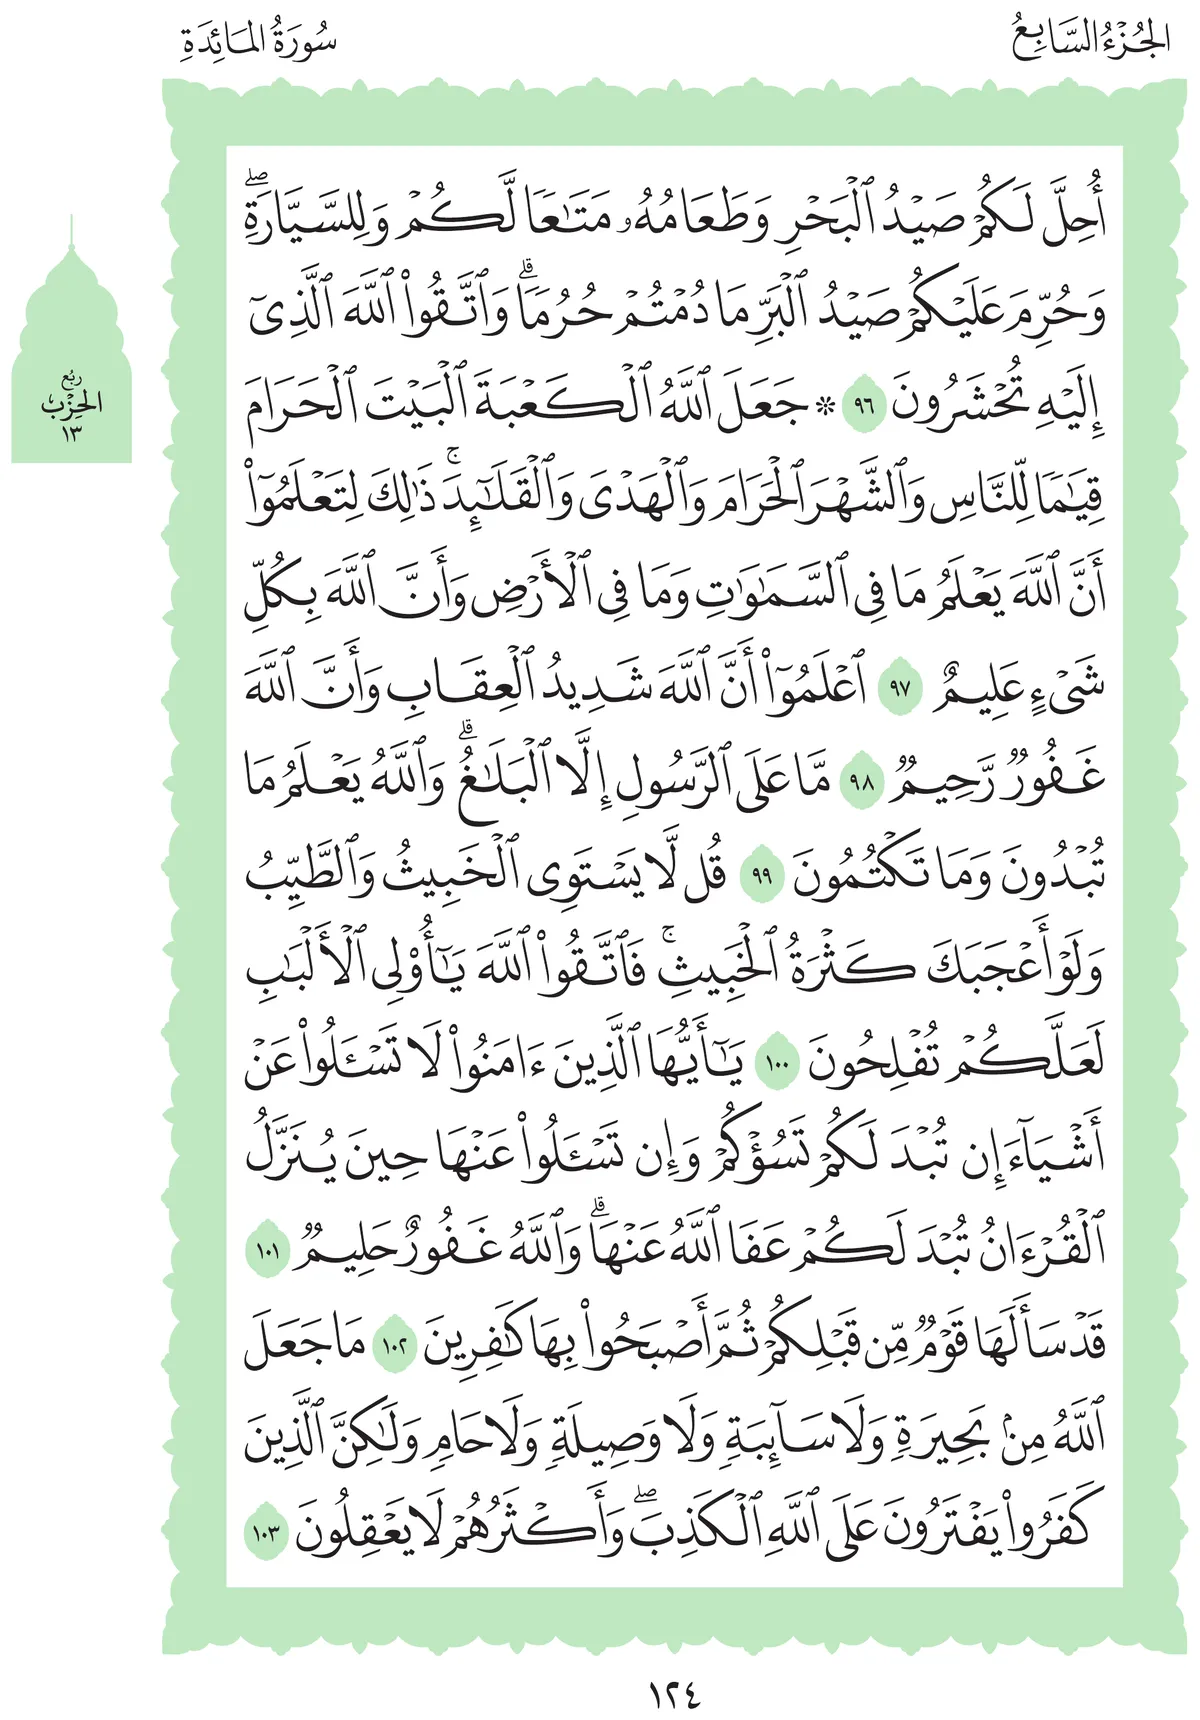 الجُزْءُ السَّابِعُ
سُورَةُ المَائِدَةِ
أُحِلَّ لَكُمۡ صَيۡدُ ٱلۡبَحۡرِ وَطَعَامُهُۥ مَتَٰعٗا لَّكُمۡ وَلِلسَّيَّارَةِۖ
وَحُرِّمَ عَلَيۡكُمۡ صَيۡدُ ٱلۡبَرِّ مَا دُمۡتُمۡ حُرُمٗاۗ وَٱتَّقُواْ ٱللَّهَ ٱلَّذِيٓ
إِلَيۡهِ تُحۡشَرُونَ ٩٦ ۞ جَعَلَ ٱللَّهُ ٱلۡكَعۡبَةَ ٱلۡبَيۡتَ ٱلۡحَرَامَ
قِيَٰمٗا لِّلنَّاسِ وَٱلشَّهۡرَ ٱلۡحَرَامَ وَٱلۡهَدۡيَ وَٱلۡقَلَٰٓئِدَۚ ذَٰلِكَ لِتَعۡلَمُوٓاْ
أَنَّ ٱللَّهَ يَعۡلَمُ مَا فِي ٱلسَّمَٰوَٰتِ وَمَا فِي ٱلۡأَرۡضِ وَأَنَّ ٱللَّهَ بِكُلِّ
شَيۡءٍ عَلِيمٌ ٩٧ ٱعۡلَمُوٓاْ أَنَّ ٱللَّهَ شَدِيدُ ٱلۡعِقَابِ وَأَنَّ ٱللَّهَ
غَفُورٞ رَّحِيمٞ ٩٨ مَّا عَلَى ٱلرَّسُولِ إِلَّا ٱلۡبَلَٰغُۗ وَٱللَّهُ يَعۡلَمُ مَا
تُبۡدُونَ وَمَا تَكۡتُمُونَ ٩٩ قُل لَّا يَسۡتَوِي ٱلۡخَبِيثُ وَٱلطَّيِّبُ
وَلَوۡ أَعۡجَبَكَ كَثۡرَةُ ٱلۡخَبِيثِۚ فَٱتَّقُواْ ٱللَّهَ يَٰٓأُوْلِي ٱلۡأَلۡبَٰبِ
لَعَلَّكُمۡ تُفۡلِحُونَ ١٠٠ يَٰٓأَيُّهَا ٱلَّذِينَ ءَامَنُواْ لَا تَسۡـَٔلُواْ عَنۡ
أَشۡيَآءَ إِن تُبۡدَ لَكُمۡ تَسُؤۡكُمۡ وَإِن تَسۡـَٔلُواْ عَنۡهَا حِينَ يُنَزَّلُ
ٱلۡقُرۡءَانُ تُبۡدَ لَكُمۡ عَفَا ٱللَّهُ عَنۡهَاۗ وَٱللَّهُ غَفُورٌ حَلِيمٞ ١٠١
قَدۡ سَأَلَهَا قَوۡمٞ مِّن قَبۡلِكُمۡ ثُمَّ أَصۡبَحُواْ بِهَا كَٰفِرِينَ ١٠٢ مَا جَعَلَ
ٱللَّهُ مِنۢ بَحِيرَةٖ وَلَا سَآئِبَةٖ وَلَا وَصِيلَةٖ وَلَا حَامٖ وَلَٰكِنَّ ٱلَّذِينَ
كَفَرُواْ يَفۡتَرُونَ عَلَى ٱللَّهِ ٱلۡكَذِبَۖ وَأَكۡثَرُهُمۡ لَا يَعۡقِلُونَ ١٠٣
رُبُع
الحِزْب
١٣
١٢٤